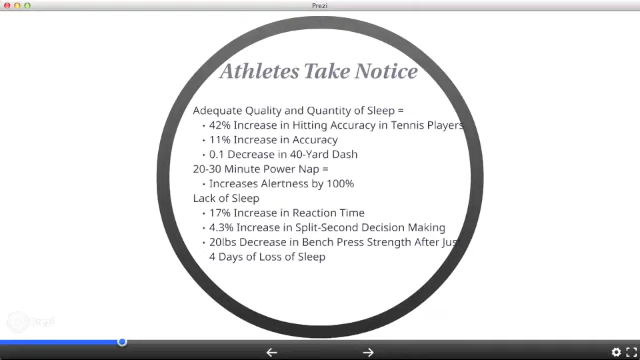 Prezi
Athletes Take Notice
Adequate Quality and Quantity of Sleep =
• 42% Increase in Hitting Accuracy in Tennis Players
• 11% Increase in Accuracy
• 0.1 Decrease in 40-Yard Dash
20-30 Minute Power Nap =
• Increases Alertness by 100%
Lack of Sleep
• 17% Increase in Reaction Time
• 4.3% Increase in Split-Second Decision Making
• 20lbs Decrease in Bench Press Strength After Just
4 Days of Loss of Sleep